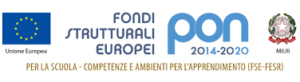 FONDI
STRUTTURALI
EUROPEI
pon
2014-2020
Unione Europea
MIUR
PER LA SCUOLA - COMPETENZE E AMBIENTI PER L'APPRENDIMENTO (FSE-FESR)